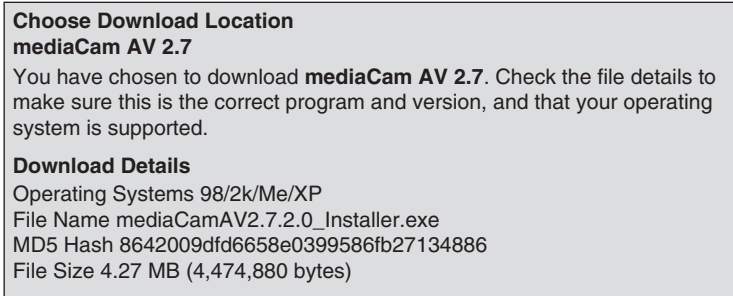 Choose Download Location
mediaCam AV 2.7
You have chosen to download mediaCam AV 2.7. Check the file details to
make sure this is the correct program and version, and that your operating
system is supported.
Download Details
Operating Systems 98/2k/Me/XP
File Name mediaCamAV2.7.2.0_Installer.exe
MD5 Hash 8642009dfd6658e0399586fb27134886
File Size 4.27 MB (4,474,880 bytes)